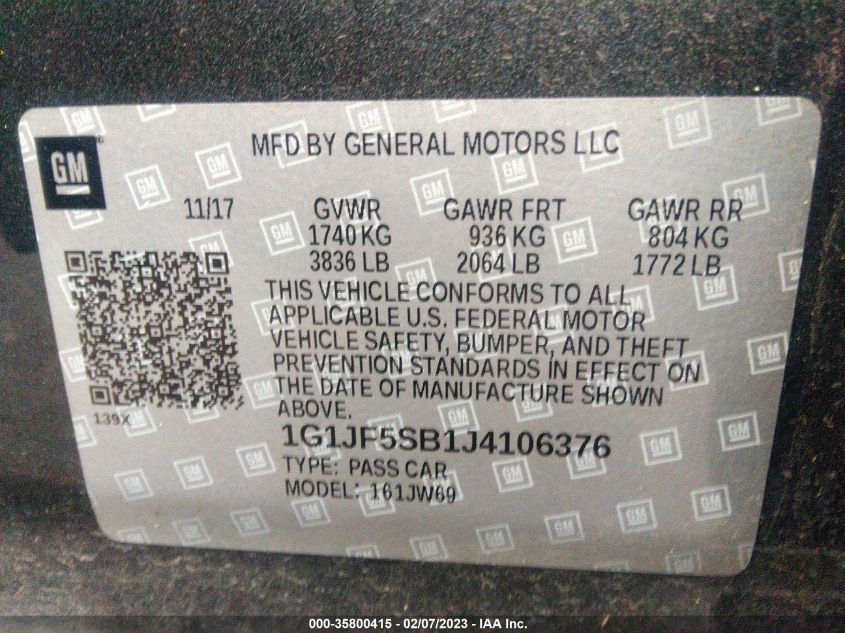 MFD BY GENERAL MOTORS LLC
GM
11/17 GVWR GAWR FRT GAWR RR
1740 KG 936 KG 804 KG
3836 LB 2064 LB 1772 LB
THIS VEHICLE CONFORMS TO ALL
APPLICABLE U.S. FEDERAL MOTOR
VEHICLE SAFETY, BUMPER, AND THEFT
PREVENTION STANDARDS IN EFFECT ON
THE DATE OF MANUFACTURE SHOWN
ABOVE.
139X
1G1JF5SB1J4106376
TYPE: PASS CAR
MODEL: 161JW69
000-35800415 - 02/07/2023 - IAA Inc.